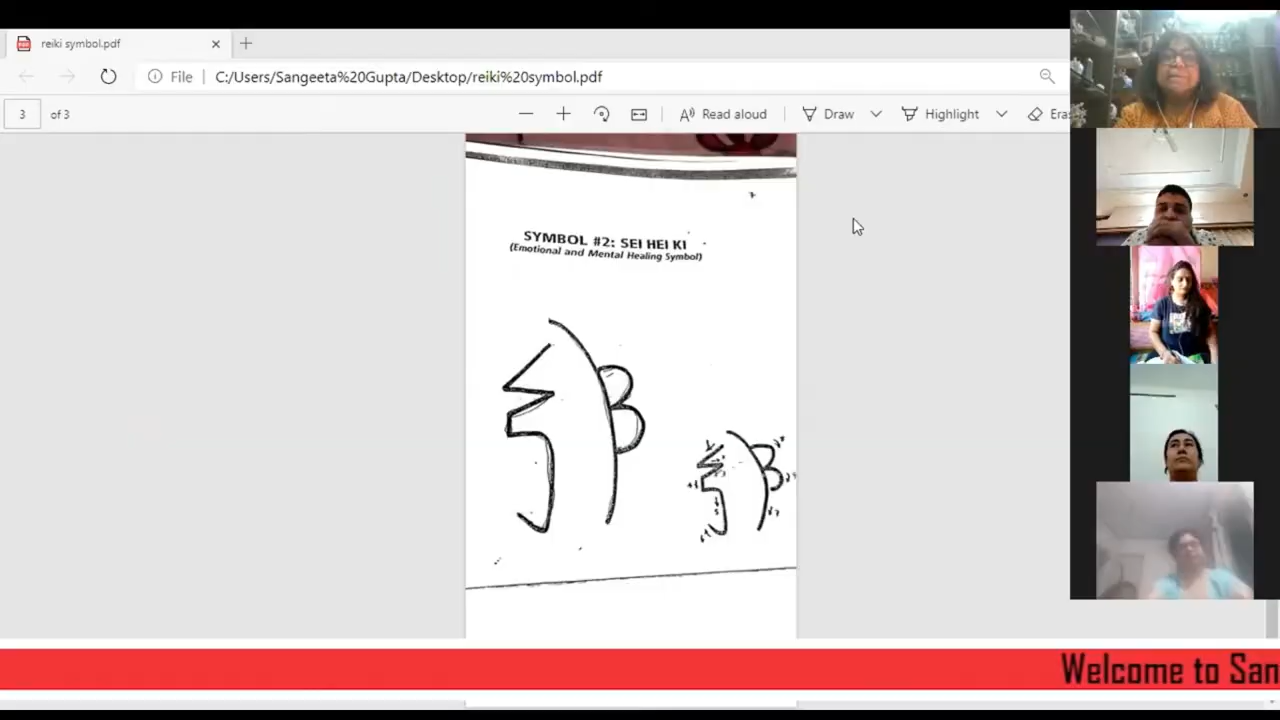 reiki symbol.pdf
File
C:/Users/Sangeeta%20Gupta/Desktop/reiki%20symbol.pdf
3 of 3
Read aloud
Draw
Highlight
Era
SYMBOL #2: SEI HEI KI
(Emotional and Mental Healing Symbol)
Welcome to San